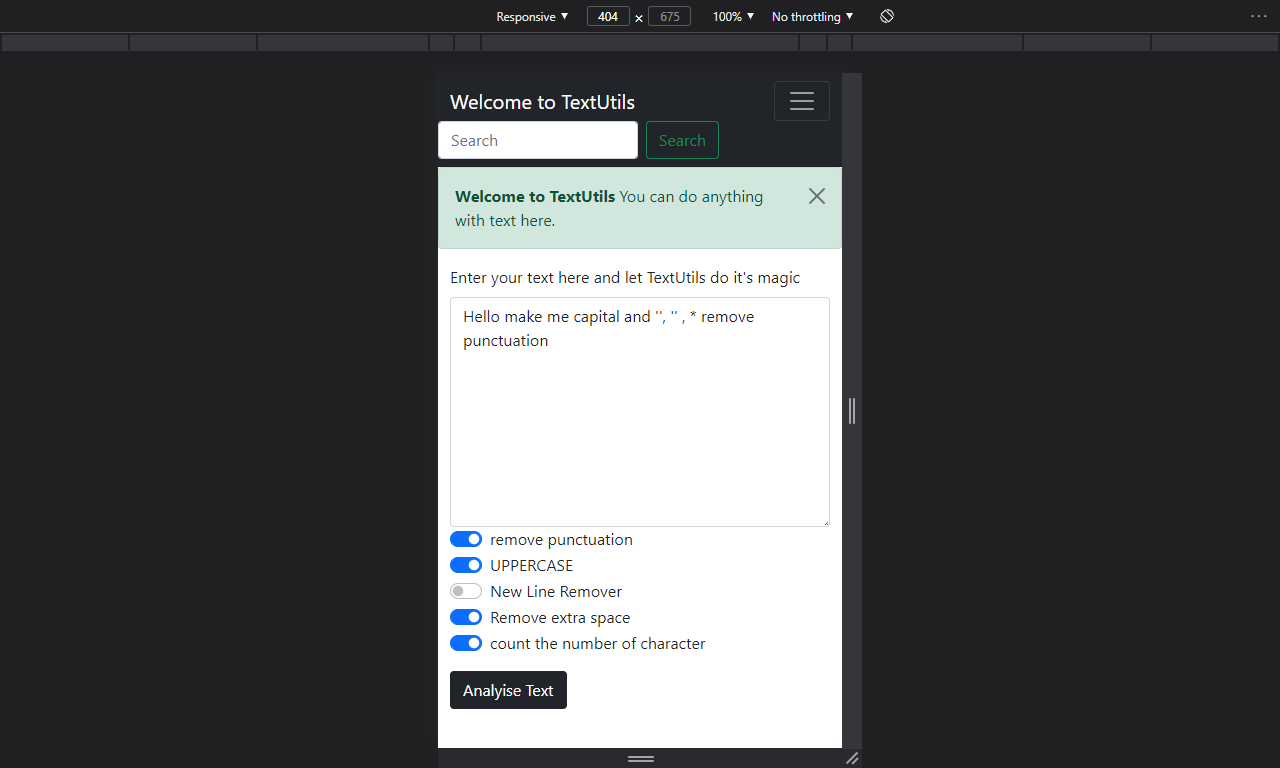 Responsive ▼ 404 × 675 100% ▼ No throttling ▼
Welcome to TextUtils
Search Search
Welcome to TextUtils You can do anything
with text here.
Enter your text here and let TextUtils do it's magic
Hello make me capital and '', '' , * remove
punctuation
remove punctuation
UPPERCASE
New Line Remover
Remove extra space
count the number of character
Analyise Text